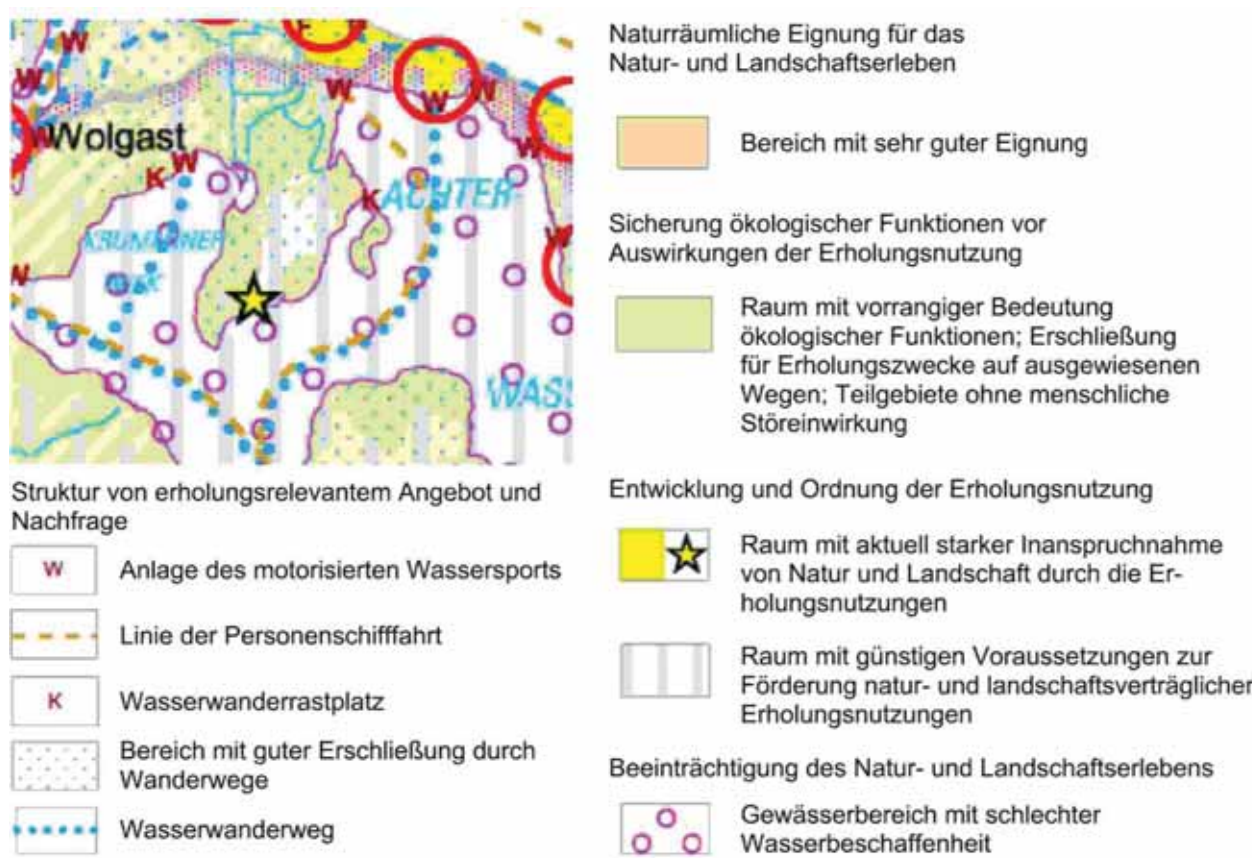 W
W
W
W
W
W
W
Wolgast
W
K
W
K
ACHTER-
KRUMMINER
W
W
WASS
Struktur von erholungsrelevantem Angebot und
Nachfrage
W Anlage des motorisierten Wassersports
Linie der Personenschifffahrt
K Wasserwanderrastplatz
Bereich mit guter Erschließung durch
Wanderwege
Wasserwanderweg
Naturräumliche Eignung für das
Natur- und Landschaftserleben
Bereich mit sehr guter Eignung
Sicherung ökologischer Funktionen vor
Auswirkungen der Erholungsnutzung
Raum mit vorrangiger Bedeutung
ökologischer Funktionen; Erschließung
für Erholungszwecke auf ausgewiesenen
Wegen; Teilgebiete ohne menschliche
Störeinwirkung
Entwicklung und Ordnung der Erholungsnutzung
Raum mit aktuell starker Inanspruchnahme
von Natur und Landschaft durch die Er-
holungsnutzungen
Raum mit günstigen Voraussetzungen zur
Förderung natur- und landschaftsverträglicher
Erholungsnutzungen
Beeinträchtigung des Natur- und Landschaftserlebens
Gewässerbereich mit schlechter
Wasserbeschaffenheit